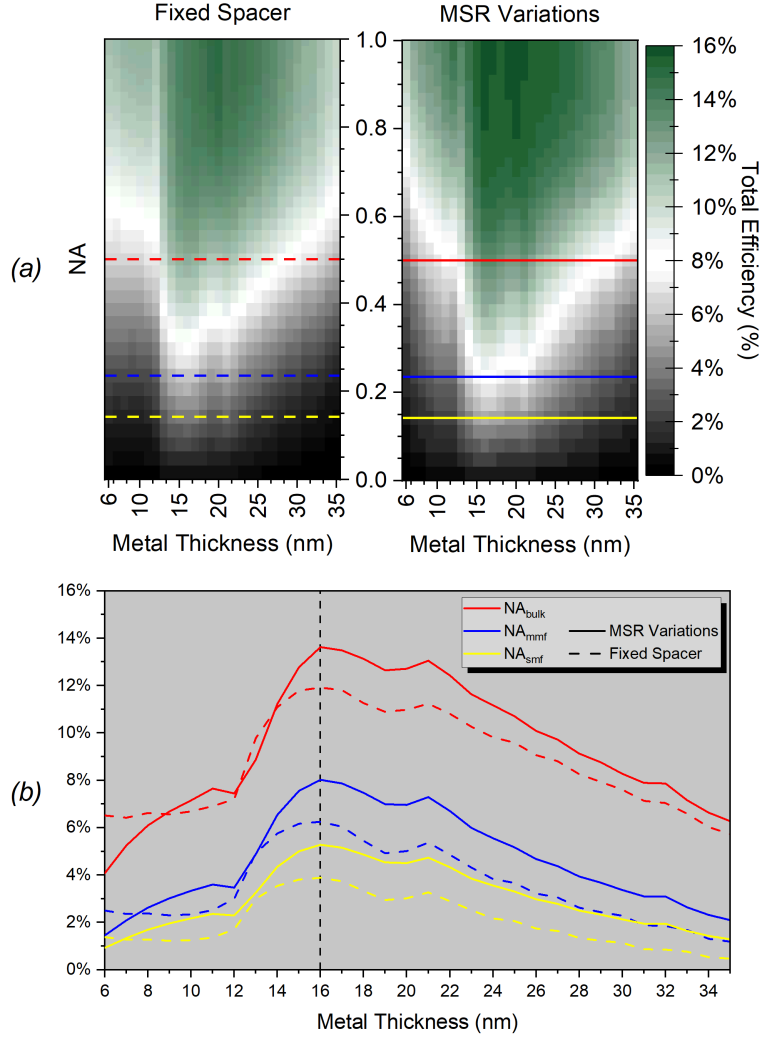 Fixed Spacer
MSR Variations
(a)
NA
1.0
0.8
0.6
0.4
0.2
0.0
16%
14%
12%
10%
8%
6%
4%
2%
0%
Total Efficiency (%)
6 10 15 20 25 30 35
6 10 15 20 25 30 35
Metal Thickness (nm)
Metal Thickness (nm)
(b)
16%
14%
12%
10%
8%
6%
4%
2%
0%
NAbulk
NAmmf MSR Variations
NAsmf Fixed Spacer
6 8 10 12 14 16 18 20 22 24 26 28 30 32 34
Metal Thickness (nm)